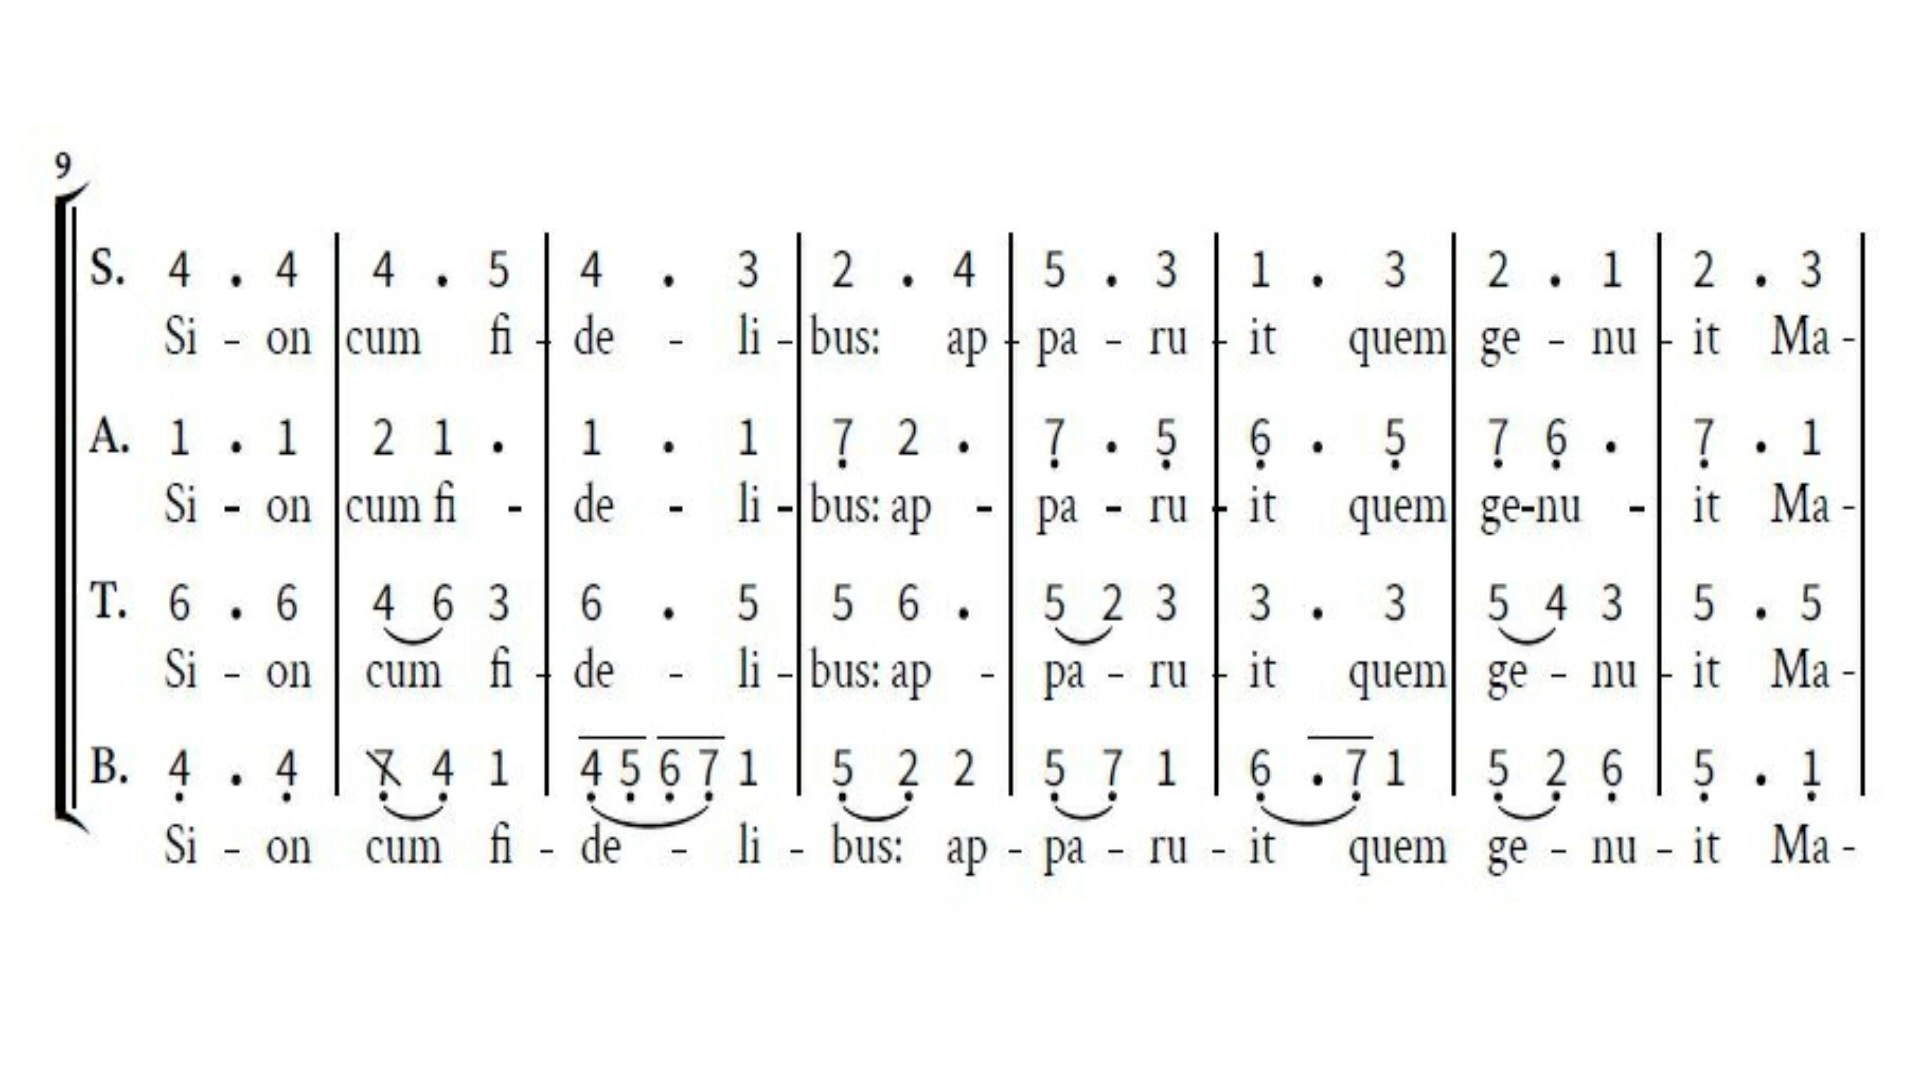 9
S. 4 . 4 | 4 . 5 | 4 . 3 | 2 . 4 | 5 . 3 | 1 . 3 | 2 . 1 | 2 . 3 |
Si - on cum fi - de - li - bus: ap - pa - ru - it quem ge - nu - it Ma -
A. 1 . 1 | 2 1 . | 1 . 1 | 7̣ 2 . | 7̣ . 5̣ | 6̣ . 5̣ | 7̣ 6̣ . | 7̣ . 1 |
Si - on cum fi - de - li - bus: ap - pa - ru - it quem ge-nu - it Ma -
T. 6 . 6 | 4 6 3 | 6 . 5 | 5 6 . | 5 2 3 | 3 . 3 | 5 4 3 | 5 . 5 |
Si - on cum fi - de - li - bus: ap - pa - ru - it quem ge - nu - it Ma -
B. 4̣ . 4̣ | 7̣ 4̣ 1 | 4̣ 5̣ 6̣ 7̣ 1 | 5̣ 2̣ 2 | 5̣ 7̣ 1 | 6̣ . 7̣ 1 | 5̣ 2̣ 6̣ | 5̣ . 1̣ |
Si - on cum fi - de - li - bus: ap - pa - ru - it quem ge - nu - it Ma -